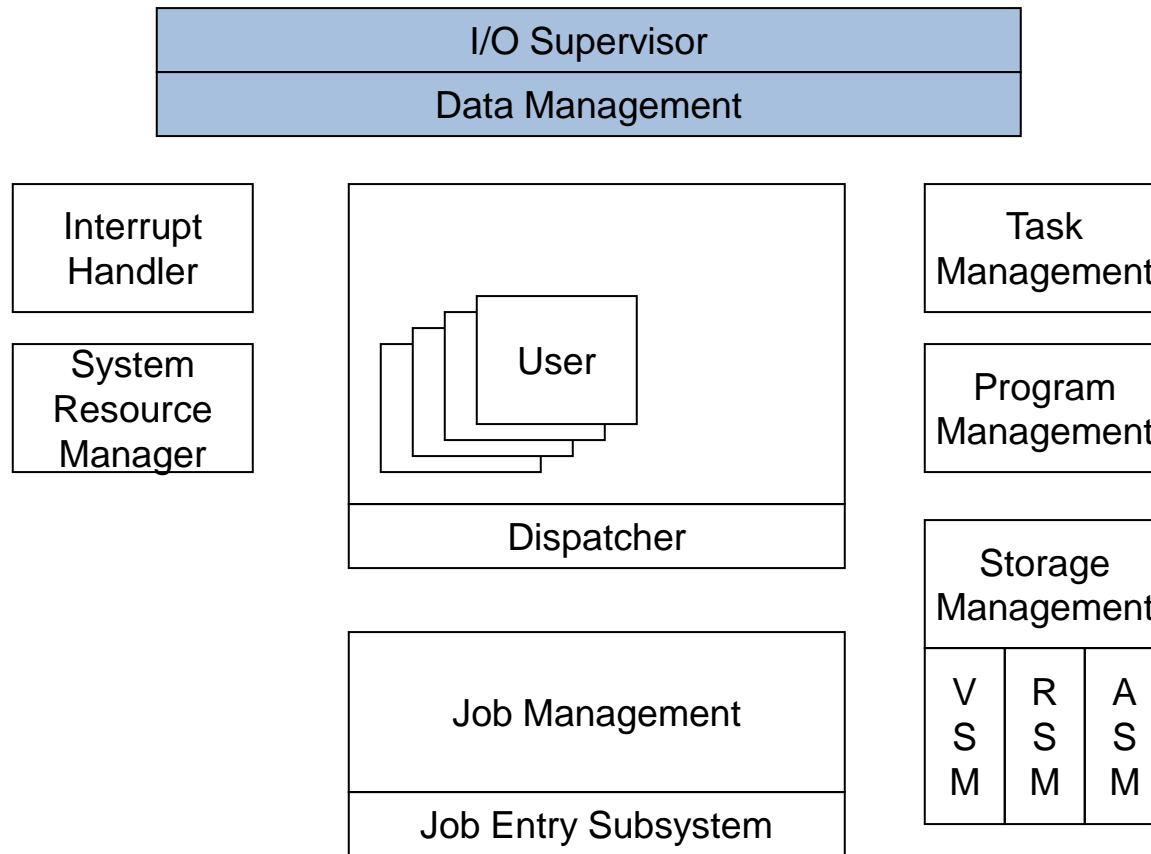 I/O Supervisor
Data Management
Interrupt
Handler
System
Resource
Manager
User
Dispatcher
Task
Management
Program
Management
Storage
Management
V
S
M
R
S
M
A
S
M
Job Management
Job Entry Subsystem